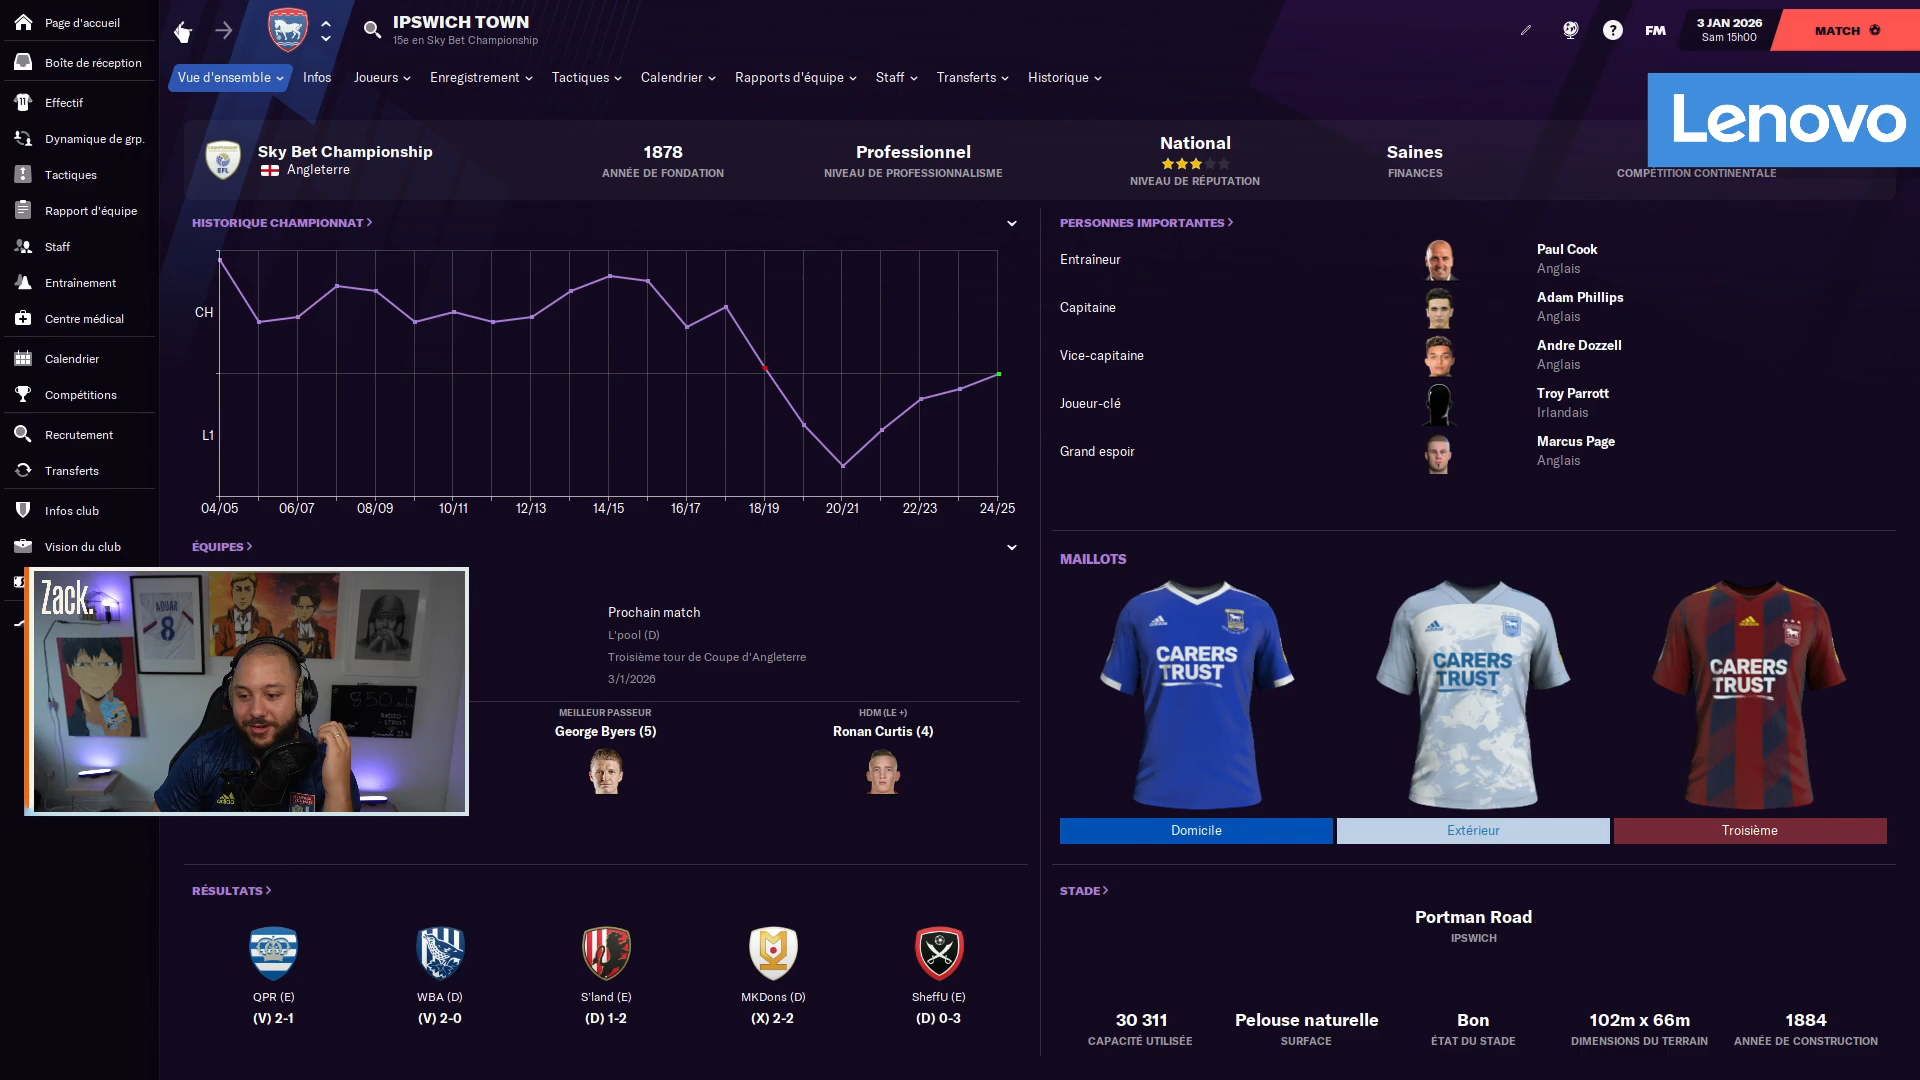 Page d'accueil
Boîte de réception
Effectif
Dynamique de grp.
Tactiques
Rapport d'équipe
Staff
Entraînement
Centre médical
Calendrier
Compétitions
Recrutement
Transferts
Infos club
Vision du club
IPSWICH TOWN
15e en Sky Bet Championship
FM
3 JAN 2026
Sam 15h00
MATCH
Vue d'ensemble
Infos
Joueurs
Enregistrement
Tactiques
Calendrier
Rapports d'équipe
Staff
Transferts
Historique
Lenovo
Sky Bet Championship
Angleterre
1878
ANNÉE DE FONDATION
Professionnel
NIVEAU DE PROFESSIONNALISME
National
NIVEAU DE RÉPUTATION
Saines
FINANCES
COMPÉTITION CONTINENTALE
HISTORIQUE CHAMPIONNAT
CH
L1
04/05 06/07 08/09 10/11 12/13 14/15 16/17 18/19 20/21 22/23 24/25
PERSONNES IMPORTANTES
Entraîneur
Paul Cook
Anglais
Capitaine
Adam Phillips
Anglais
Vice-capitaine
Andre Dozzell
Anglais
Joueur-clé
Troy Parrott
Irlandais
Grand espoir
Marcus Page
Anglais
ÉQUIPES
Prochain match
L'pool (D)
Troisième tour de Coupe d'Angleterre
3/1/2026
MEILLEUR PASSEUR
George Byers (5)
HDM (LE +)
Ronan Curtis (4)
Zack.
AOUAR
8
850
adidas
MAILLOTS
CARERS
TRUST
CARERS
TRUST
CARERS
TRUST
Domicile
Extérieur
Troisième
RÉSULTATS
QPR (E)
(V) 2-1
WBA (D)
(V) 2-0
S'land (E)
(D) 1-2
MKDons (D)
(X) 2-2
SheffU (E)
(D) 0-3
STADE
Portman Road
IPSWICH
30 311
CAPACITÉ UTILISÉE
Pelouse naturelle
SURFACE
Bon
ÉTAT DU STADE
102m x 66m
DIMENSIONS DU TERRAIN
1884
ANNÉE DE CONSTRUCTION